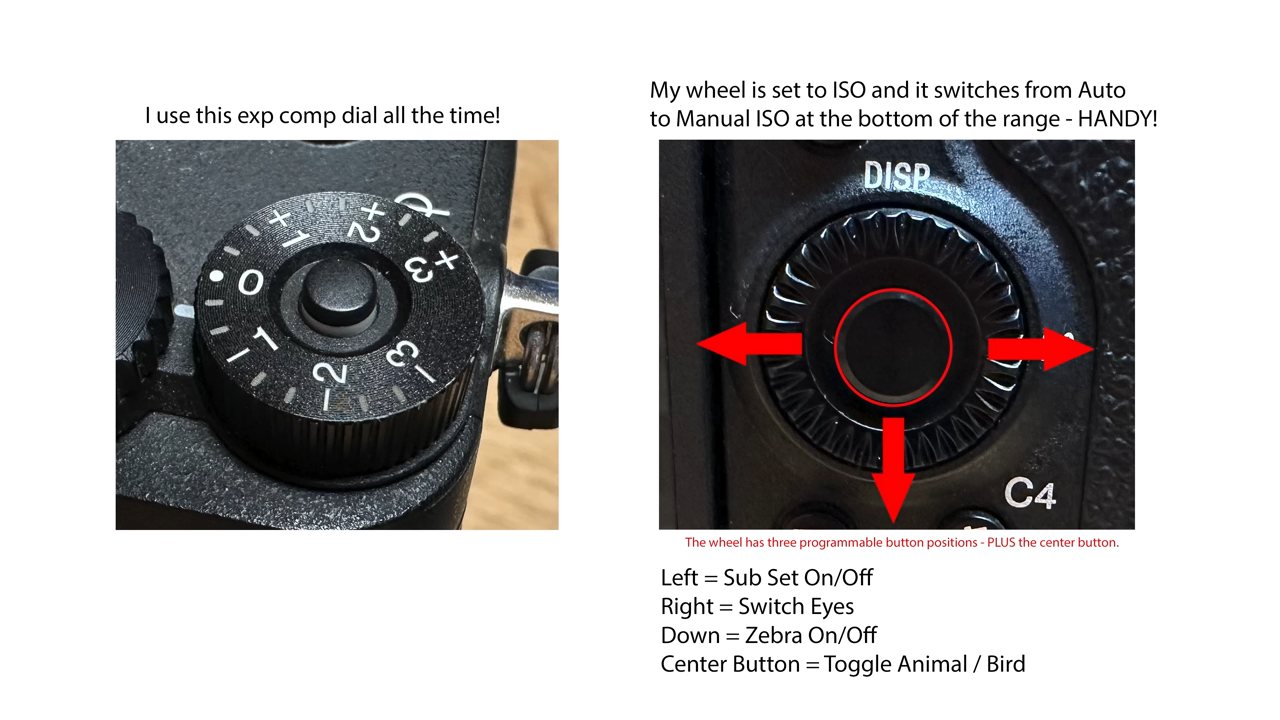 I use this exp comp dial all the time!
+1
+2
+3
0
-1
-2
-3
My wheel is set to ISO and it switches from Auto
to Manual ISO at the bottom of the range - HANDY!
DISP
C4
The wheel has three programmable button positions - PLUS the center button.
Left = Sub Set On/Off
Right = Switch Eyes
Down = Zebra On/Off
Center Button = Toggle Animal / Bird